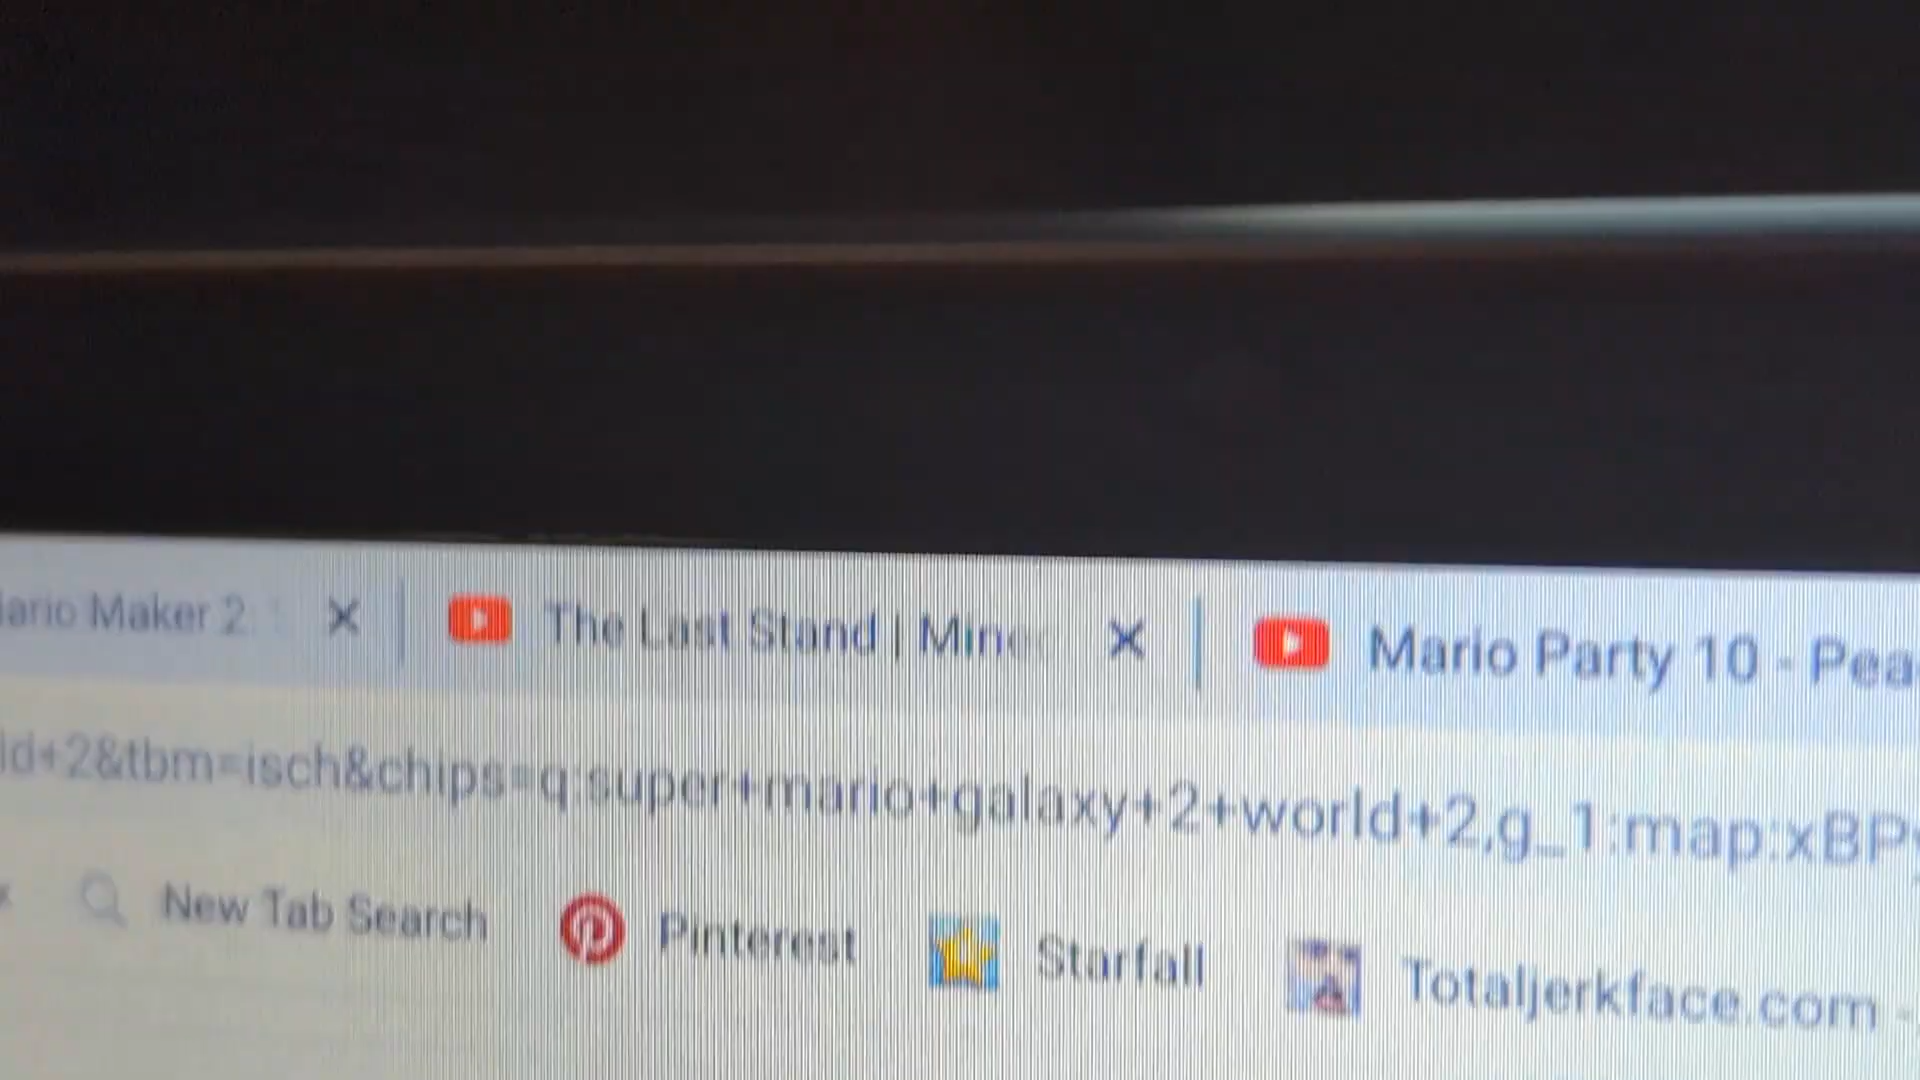 ario Maker 2: The Last Stand | Mine Mario Party 10 - Pea
ld+2&tbm=isch&chips=q:super+mario+galaxy+2+world+2,g_1:map:xBP
New Tab Search Pinterest Starfall Totaljerkface.com -